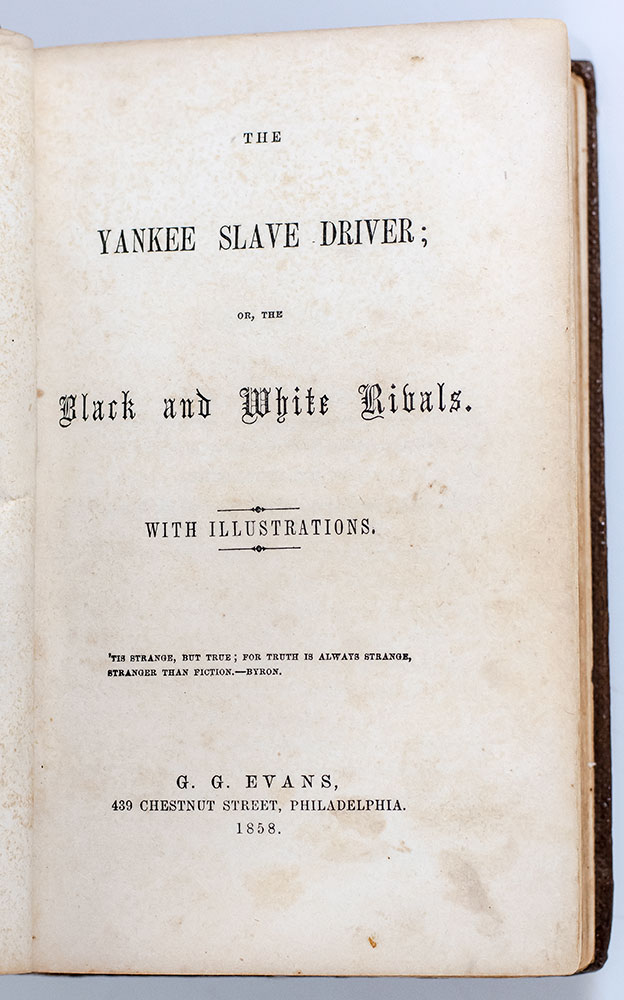 THE
YANKEE SLAVE DRIVER;
OR, THE
Black and White Rivals.
WITH ILLUSTRATIONS.
'TIS STRANGE, BUT TRUE; FOR TRUTH IS ALWAYS STRANGE,
STRANGER THAN FICTION.—BYRON.
G. G. EVANS,
439 CHESTNUT STREET, PHILADELPHIA.
1858.